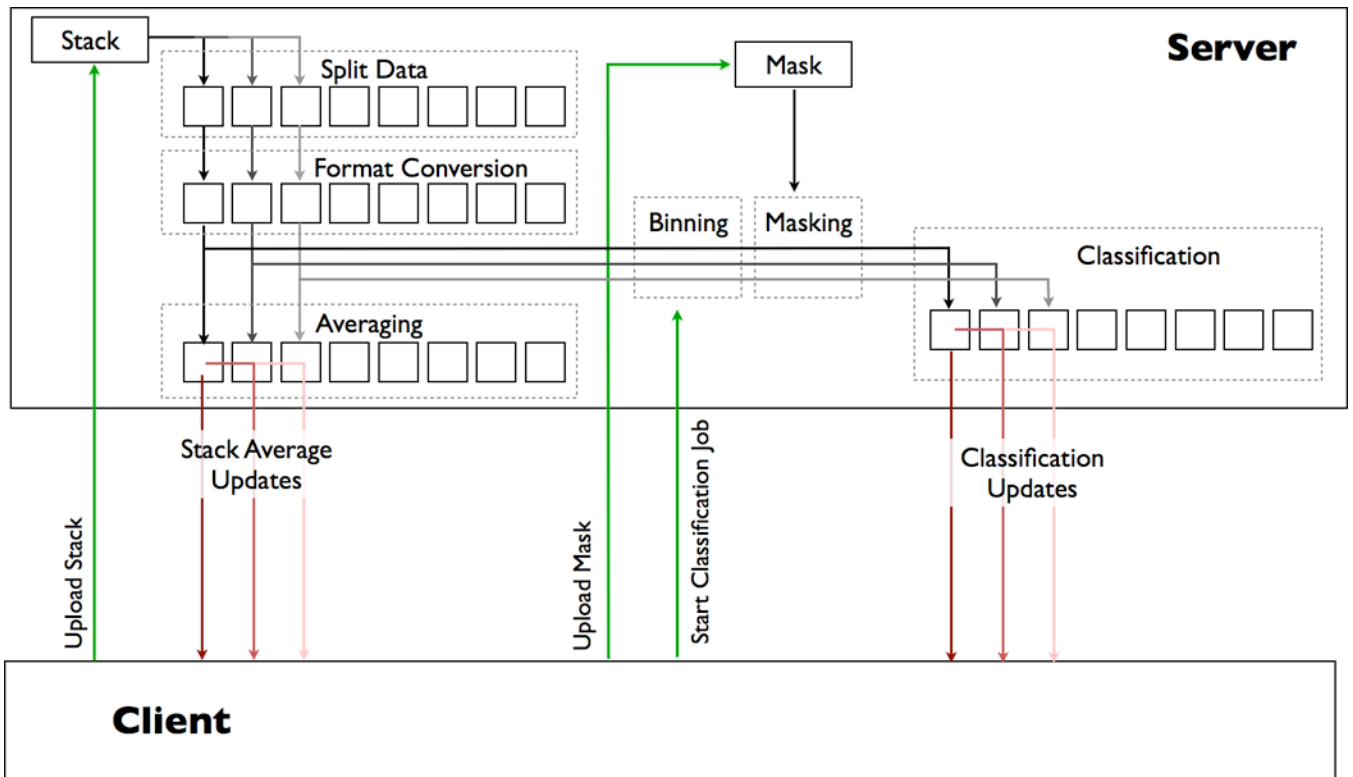 Stack
Server
Split Data
Mask
Format Conversion
Binning
Masking
Classification
Averaging
Stack Average
Updates
Classification
Updates
Upload Stack
Upload Mask
Start Classification Job
Client